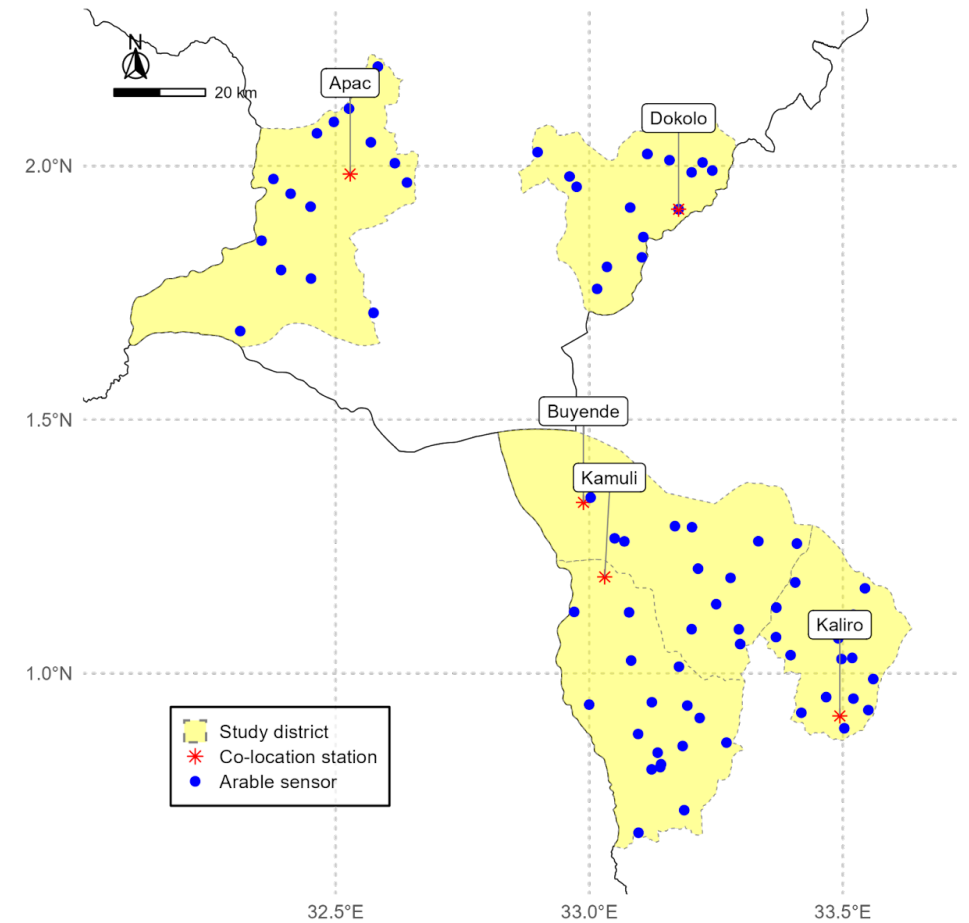 N
20 km
Apac
Dokolo
2.0°N
1.5°N
Buyende
Kamuli
Kaliro
1.0°N
Study district
Co-location station
Arable sensor
32.5°E
33.0°E
33.5°E